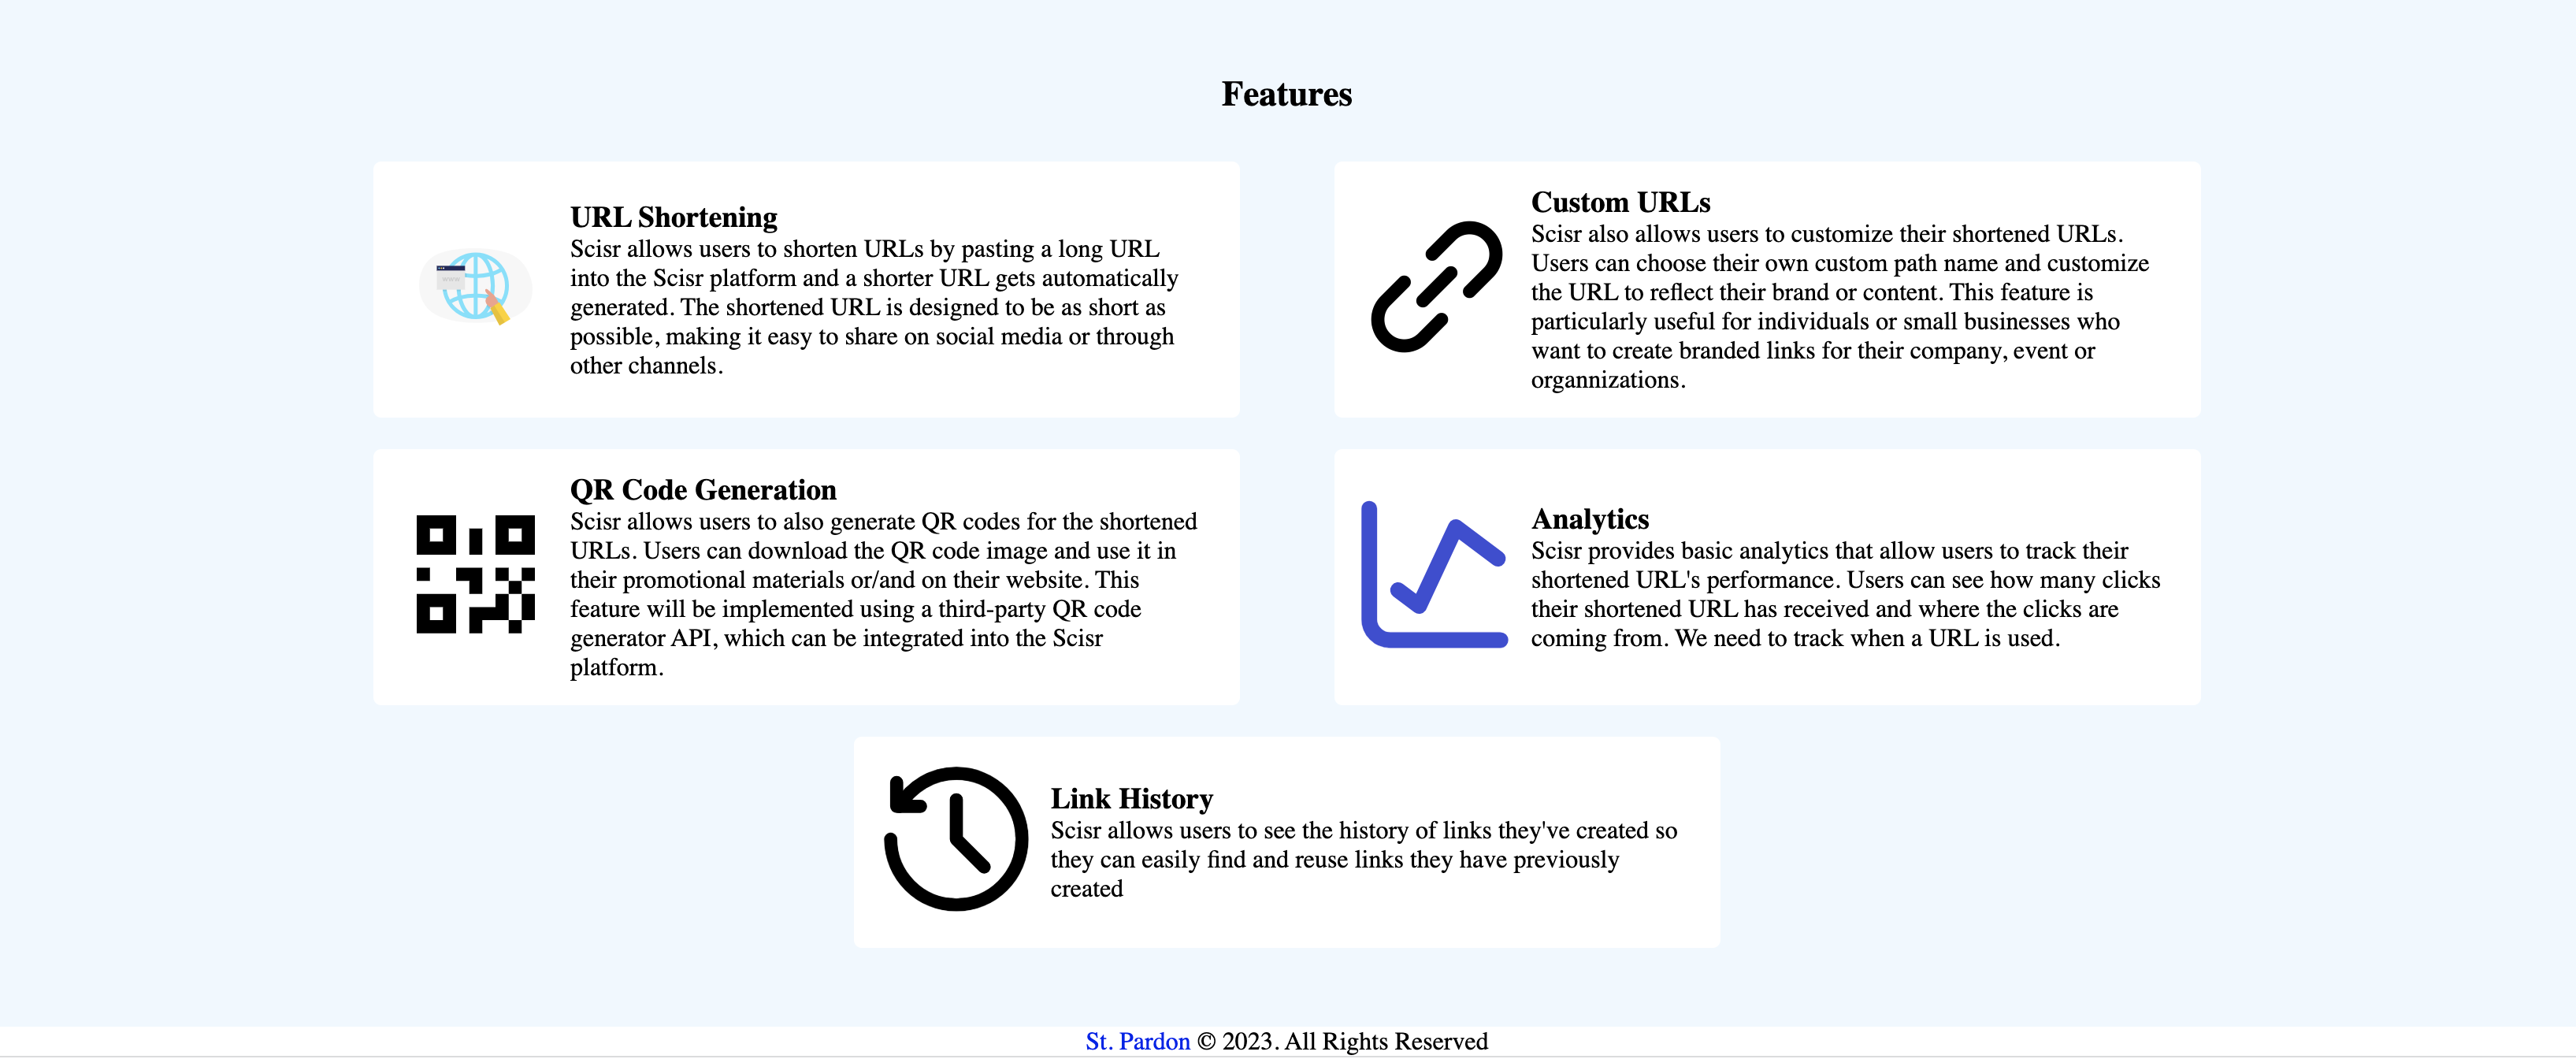 Features
URL Shortening
Scisr allows users to shorten URLs by pasting a long URL
into the Scisr platform and a shorter URL gets automatically
generated. The shortened URL is designed to be as short as
possible, making it easy to share on social media or through
other channels.
Custom URLs
Scisr also allows users to customize their shortened URLs.
Users can choose their own custom path name and customize
the URL to reflect their brand or content. This feature is
particularly useful for individuals or small businesses who
want to create branded links for their company, event or
organnizations.
QR Code Generation
Scisr allows users to also generate QR codes for the shortened
URLs. Users can download the QR code image and use it in
their promotional materials or/and on their website. This
feature will be implemented using a third-party QR code
generator API, which can be integrated into the Scisr
platform.
Analytics
Scisr provides basic analytics that allow users to track their
shortened URL's performance. Users can see how many clicks
their shortened URL has received and where the clicks are
coming from. We need to track when a URL is used.
Link History
Scisr allows users to see the history of links they've created so
they can easily find and reuse links they have previously
created
St. Pardon © 2023. All Rights Reserved